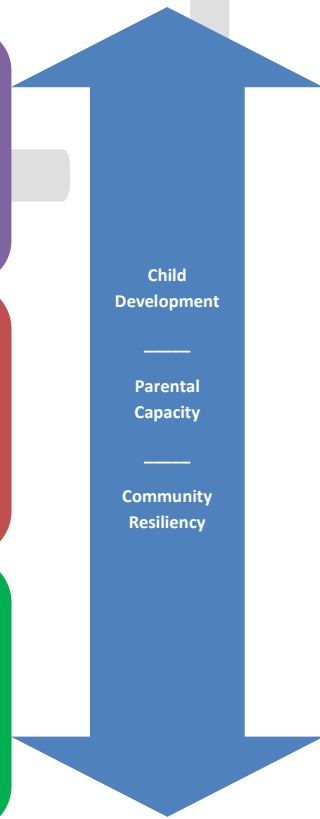 Child
Development
_____
Parental
Capacity
_____
Community
Resiliency